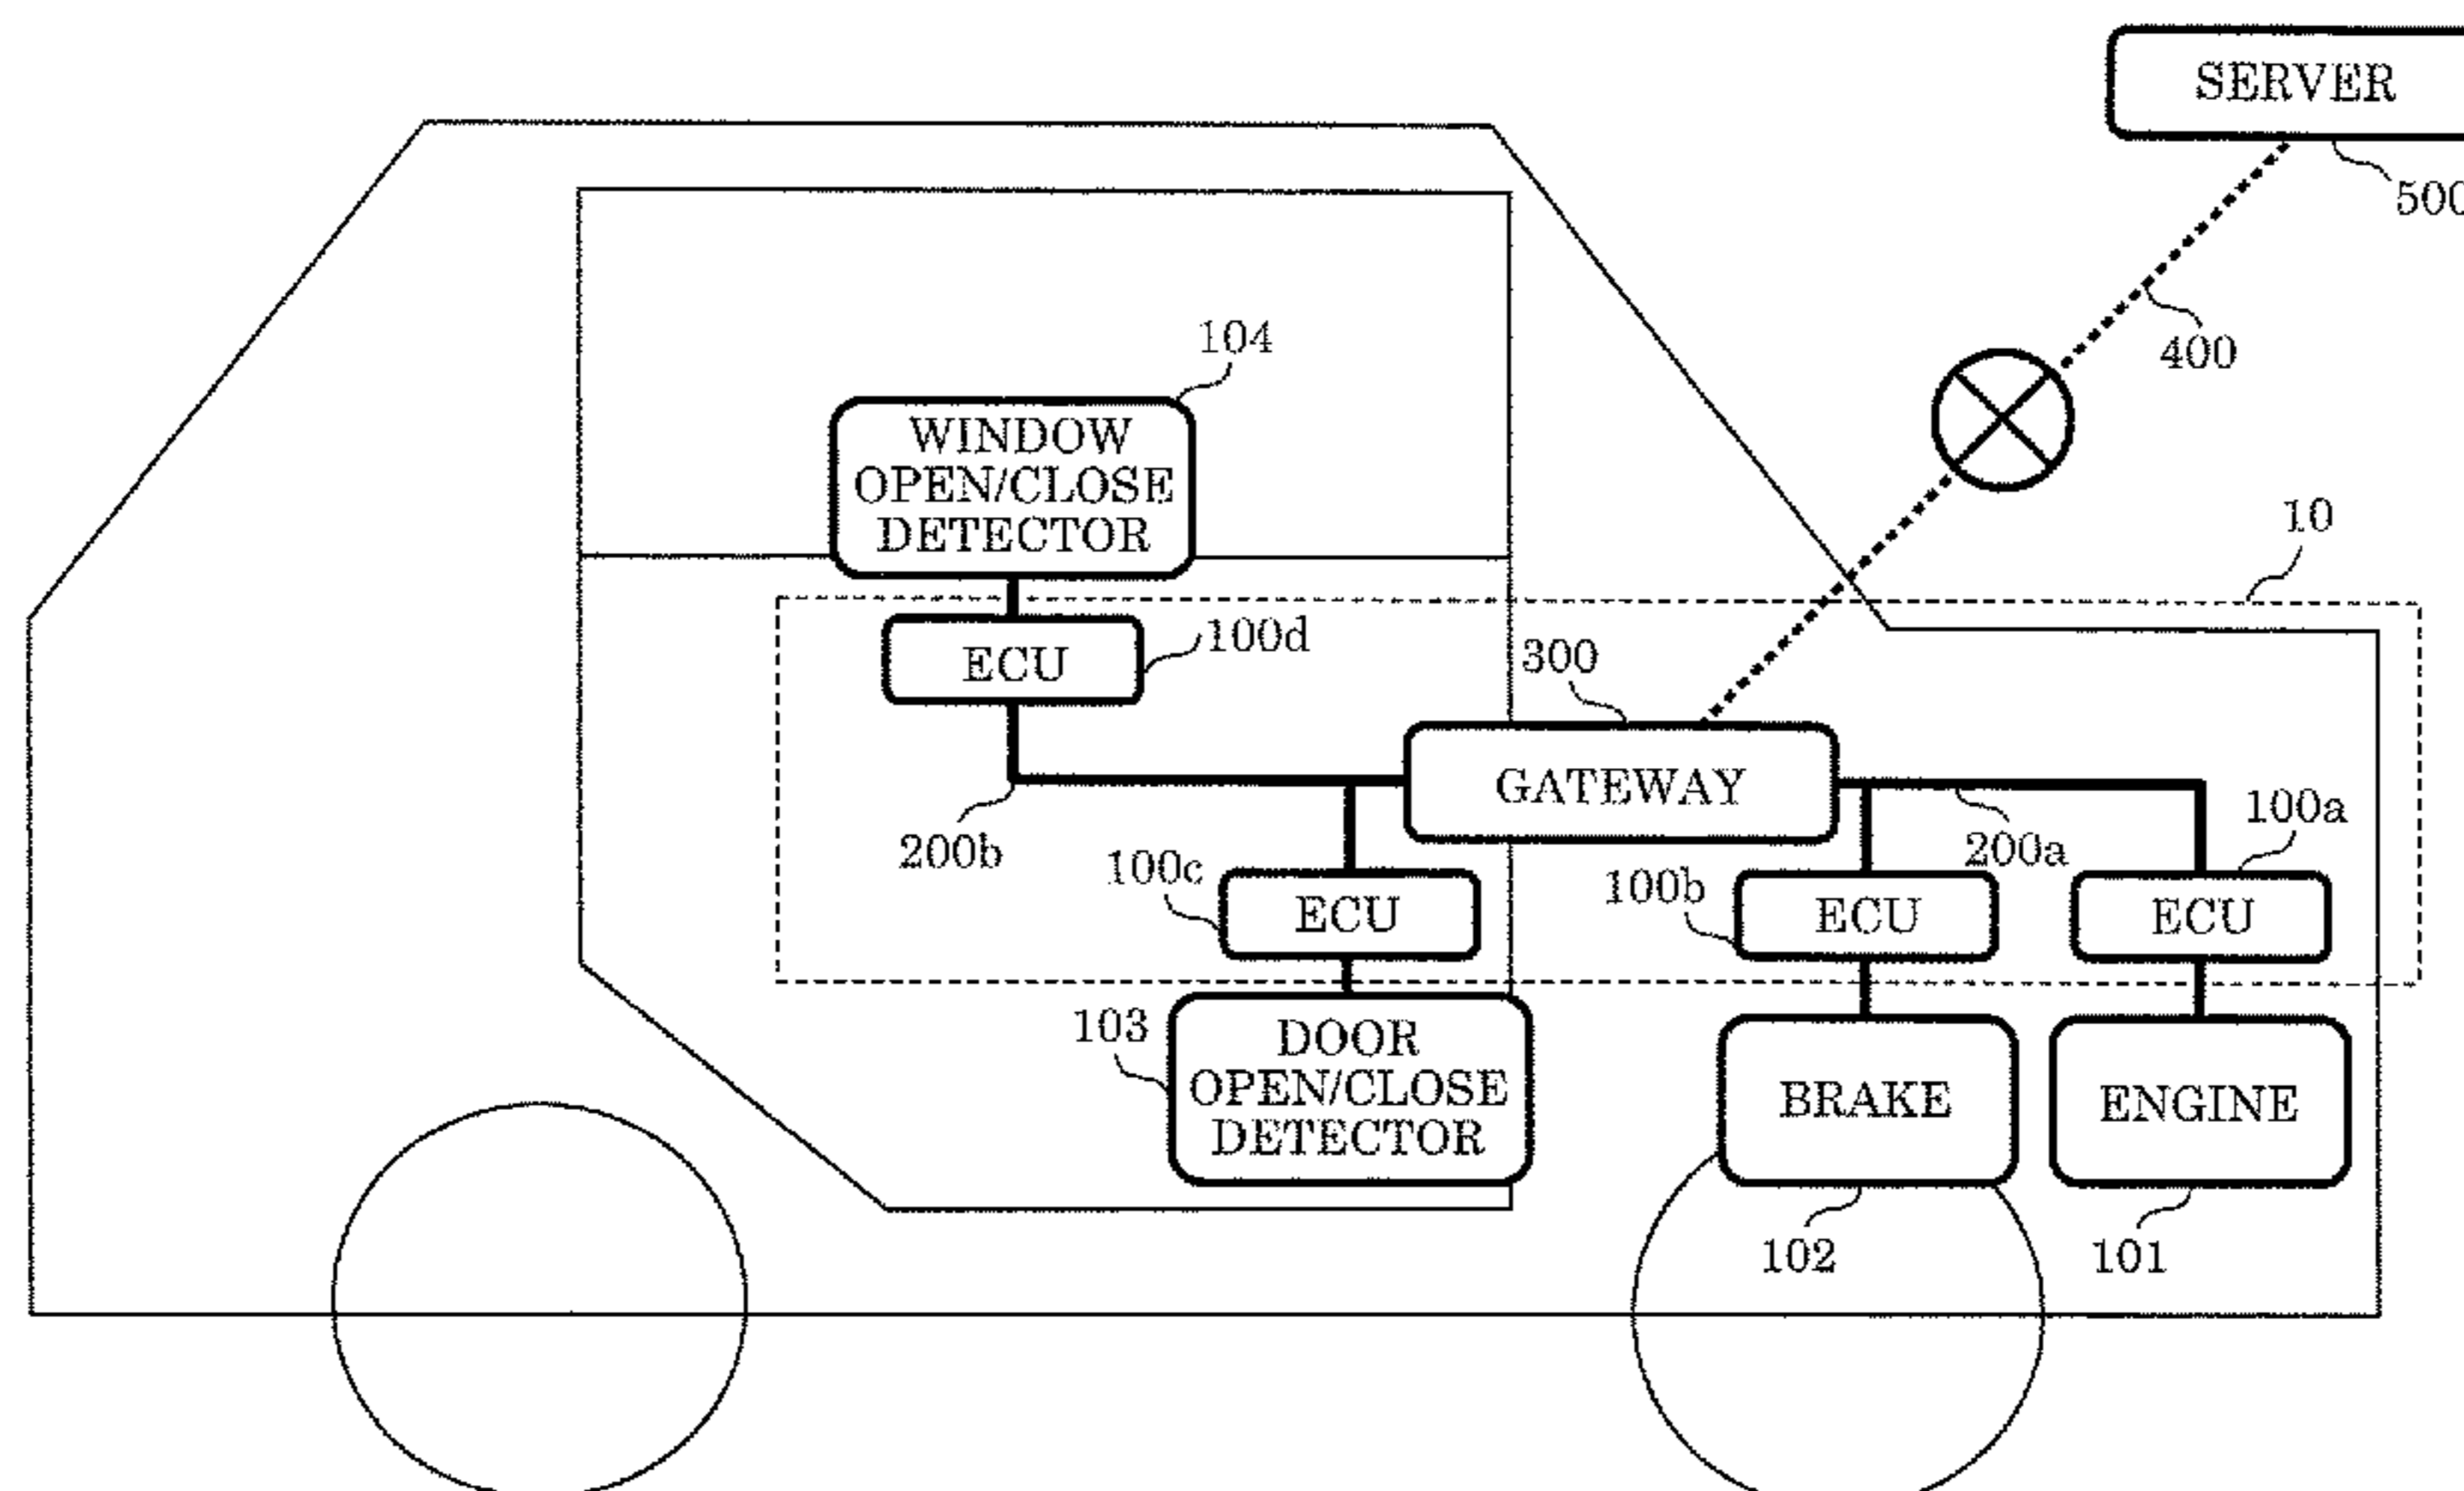 SERVER
500
104
400
WINDOW
OPEN/CLOSE
DETECTOR
10
ECU
100d
300
GATEWAY
200b
200a
100a
100c
100b
ECU
ECU
ECU
103
DOOR
OPEN/CLOSE
DETECTOR
BRAKE
ENGINE
102
101